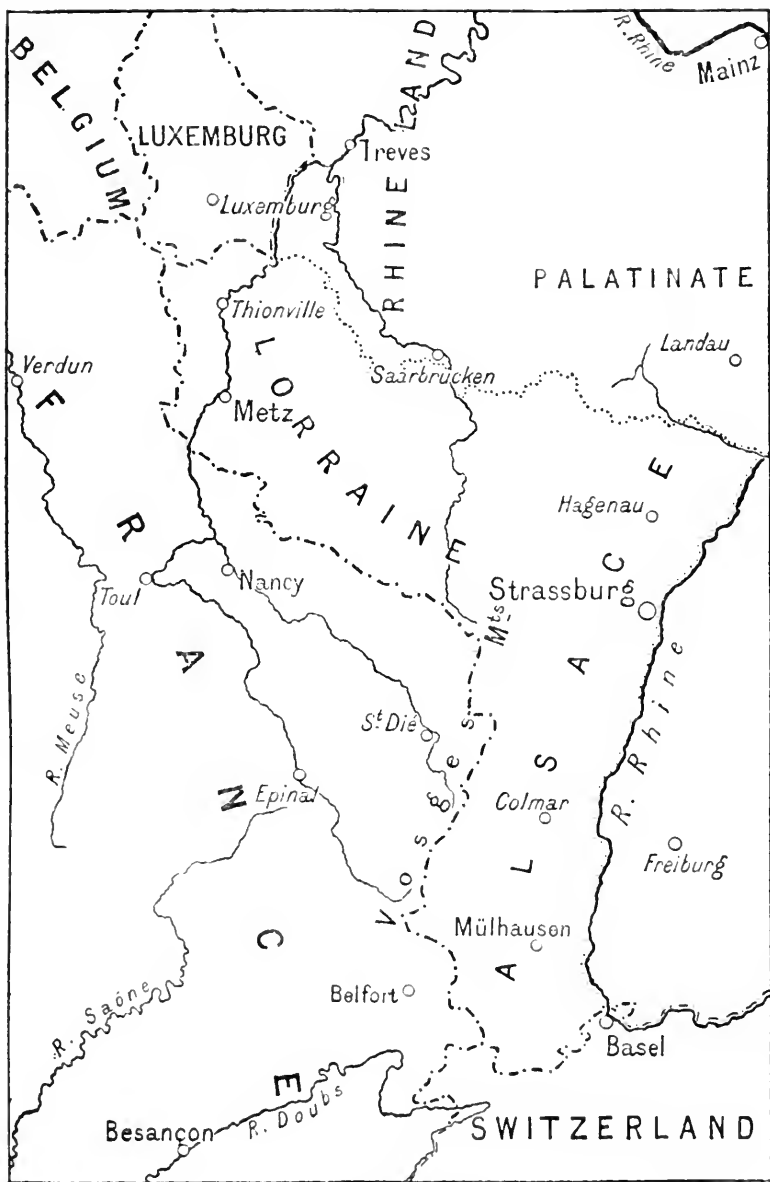 R. Rhine
Mainz
BELGIUM
LUXEMBURG
RHINELAND
Treves
Luxemburg
PALATINATE
Thionville
Landau
Verdun
Saarbrücken
Metz
LORRAINE
FRANCE
Hagenau
Toul
Nancy
Strassburg
Vosges Mts
ALSACE
R. Meuse
St Dié
R. Rhine
Epinal
Colmar
Freiburg
Mülhausen
Belfort
R. Saône
Basel
R. Doubs
Besançon
SWITZERLAND